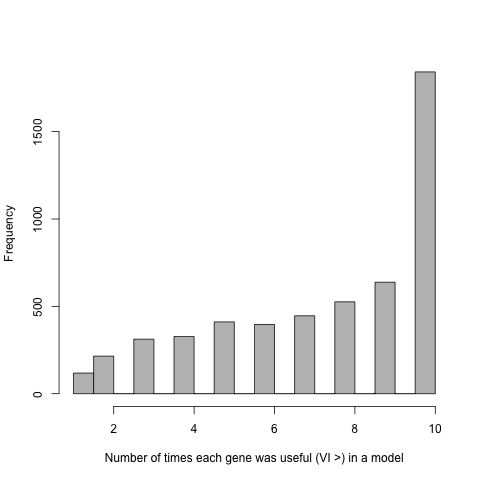 Frequency
1500
1000
500
0
2 4 6 8 10
Number of times each gene was useful (VI >) in a model